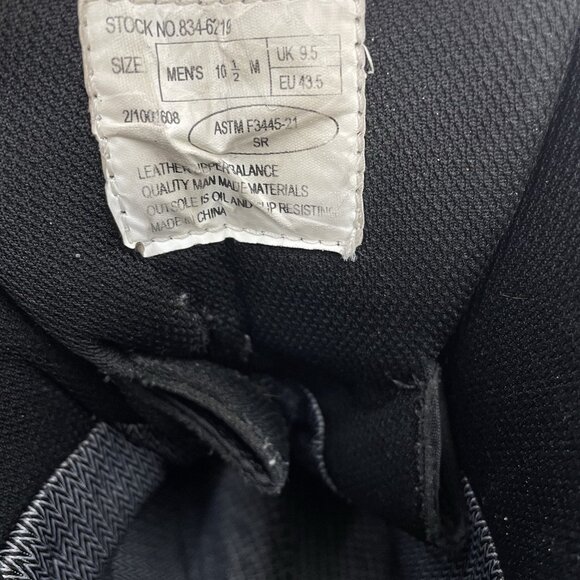 STOCK NO. 834-6219
SIZE: MEN'S 10 1/2 M UK 9.5
EU 43.5
ASTM F3445-21
SR
LEATHER UPPER BALANCE
QUALITY MAN MADE MATERIALS
OUTSOLE IS OIL AND SLIP RESISTING
MADE IN CHINA